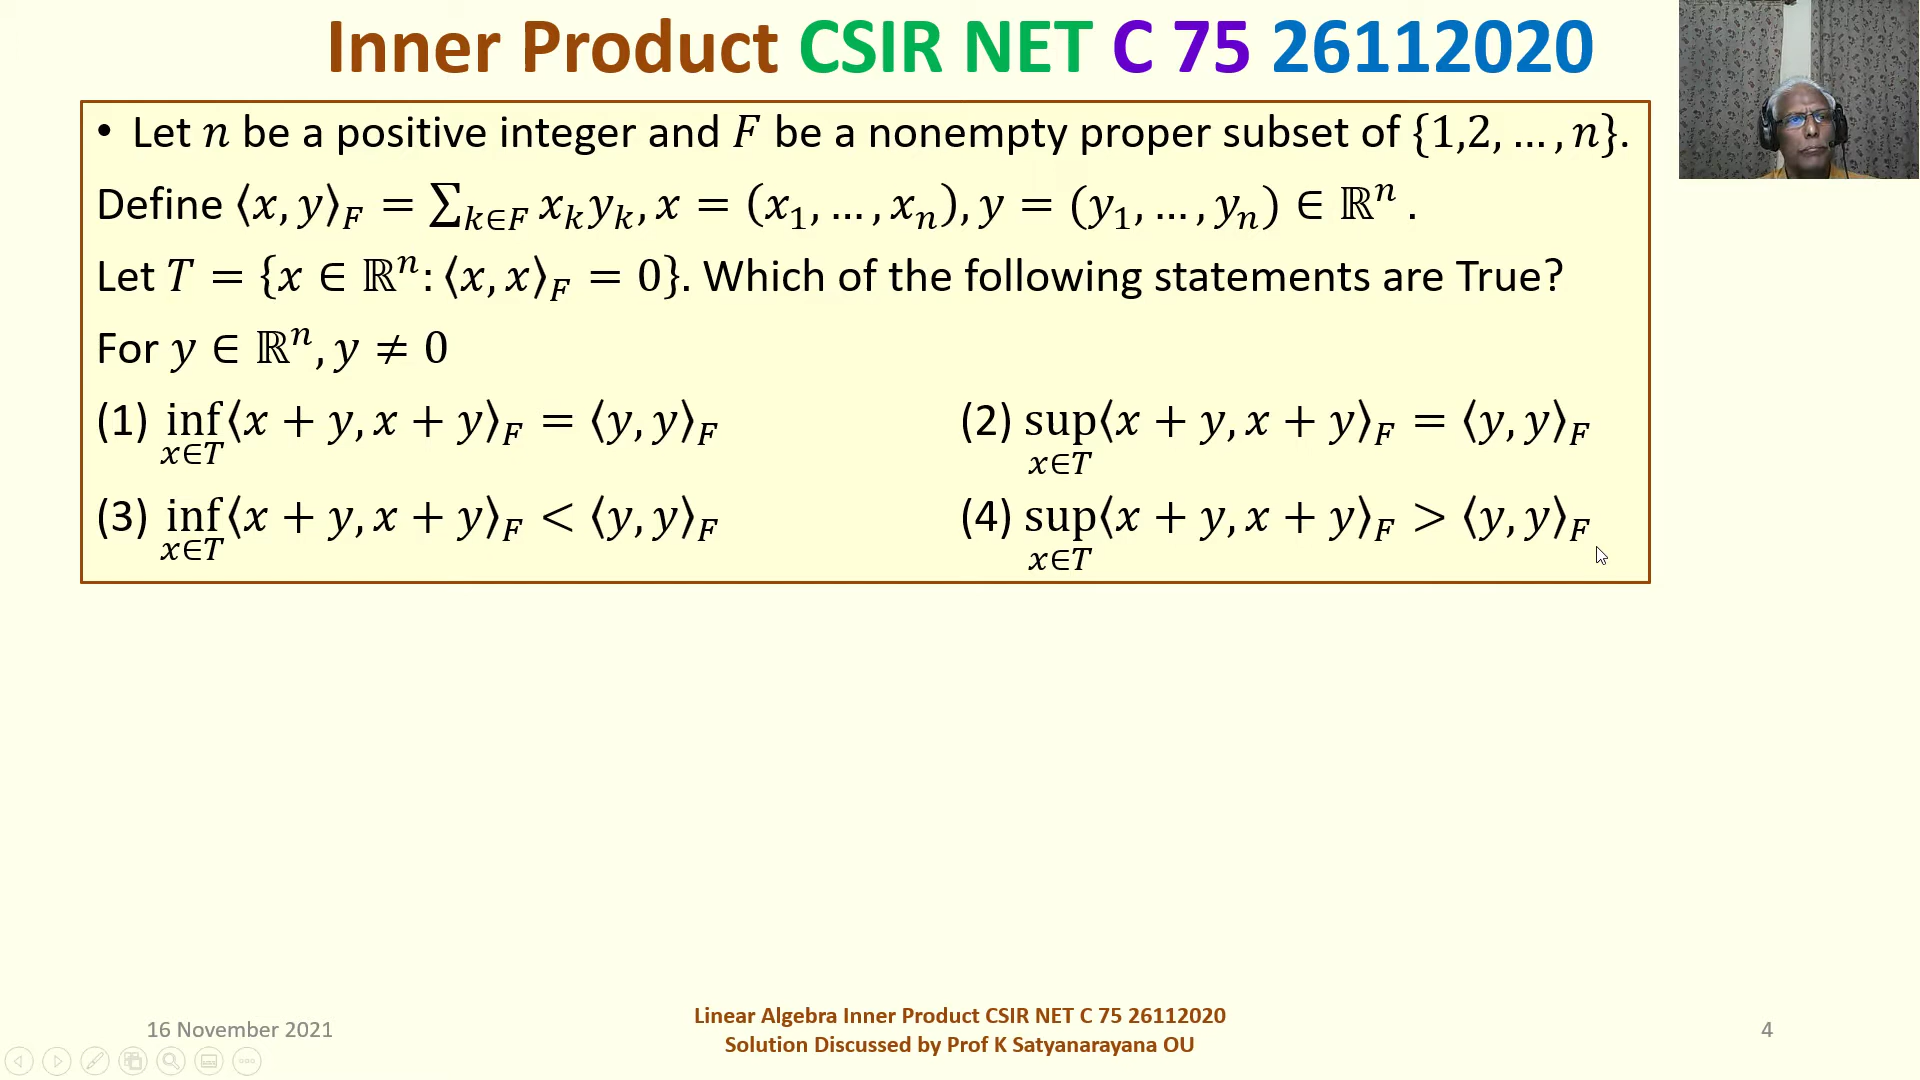 Inner Product CSIR NET C 75 26112020
• Let 𝑛 be a positive integer and 𝐹 be a nonempty proper subset of {1,2, … , 𝑛}.
Define ⟨𝑥, 𝑦⟩_𝐹 = ∑_{𝑘∈𝐹} 𝑥_𝑘𝑦_𝑘, 𝑥 = (𝑥_1, … , 𝑥_𝑛), 𝑦 = (𝑦_1, … , 𝑦_𝑛) ∈ ℝ^𝑛 .
Let 𝑇 = {𝑥 ∈ ℝ^𝑛: ⟨𝑥, 𝑥⟩_𝐹 = 0}. Which of the following statements are True?
For 𝑦 ∈ ℝ^𝑛, 𝑦 ≠ 0
(1) inf_{𝑥∈𝑇}⟨𝑥 + 𝑦, 𝑥 + 𝑦⟩_𝐹 = ⟨𝑦, 𝑦⟩_𝐹 (2) sup_{𝑥∈𝑇}⟨𝑥 + 𝑦, 𝑥 + 𝑦⟩_𝐹 = ⟨𝑦, 𝑦⟩_𝐹
(3) inf_{𝑥∈𝑇}⟨𝑥 + 𝑦, 𝑥 + 𝑦⟩_𝐹 < ⟨𝑦, 𝑦⟩_𝐹 (4) sup_{𝑥∈𝑇}⟨𝑥 + 𝑦, 𝑥 + 𝑦⟩_𝐹 > ⟨𝑦, 𝑦⟩_𝐹
16 November 2021
Linear Algebra Inner Product CSIR NET C 75 26112020
Solution Discussed by Prof K Satyanarayana OU
4